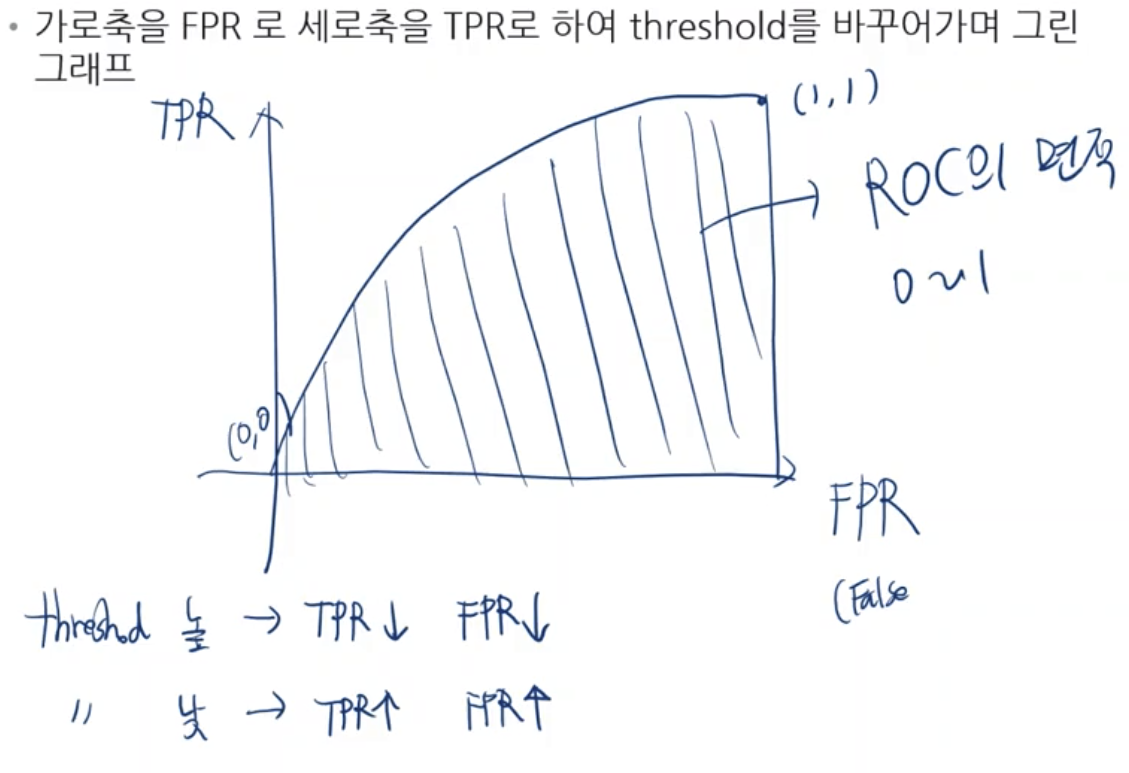 • 가로축을 FPR 로 세로축을 TPR로 하여 threshold를 바꾸어가며 그린
그래프
TPR
(1,1)
ROC의 면적
0~1
(0,0
FPR
(False
threshod 높 → TPR↓ FPR↓
〃 낮 → TPR↑ FPR↑